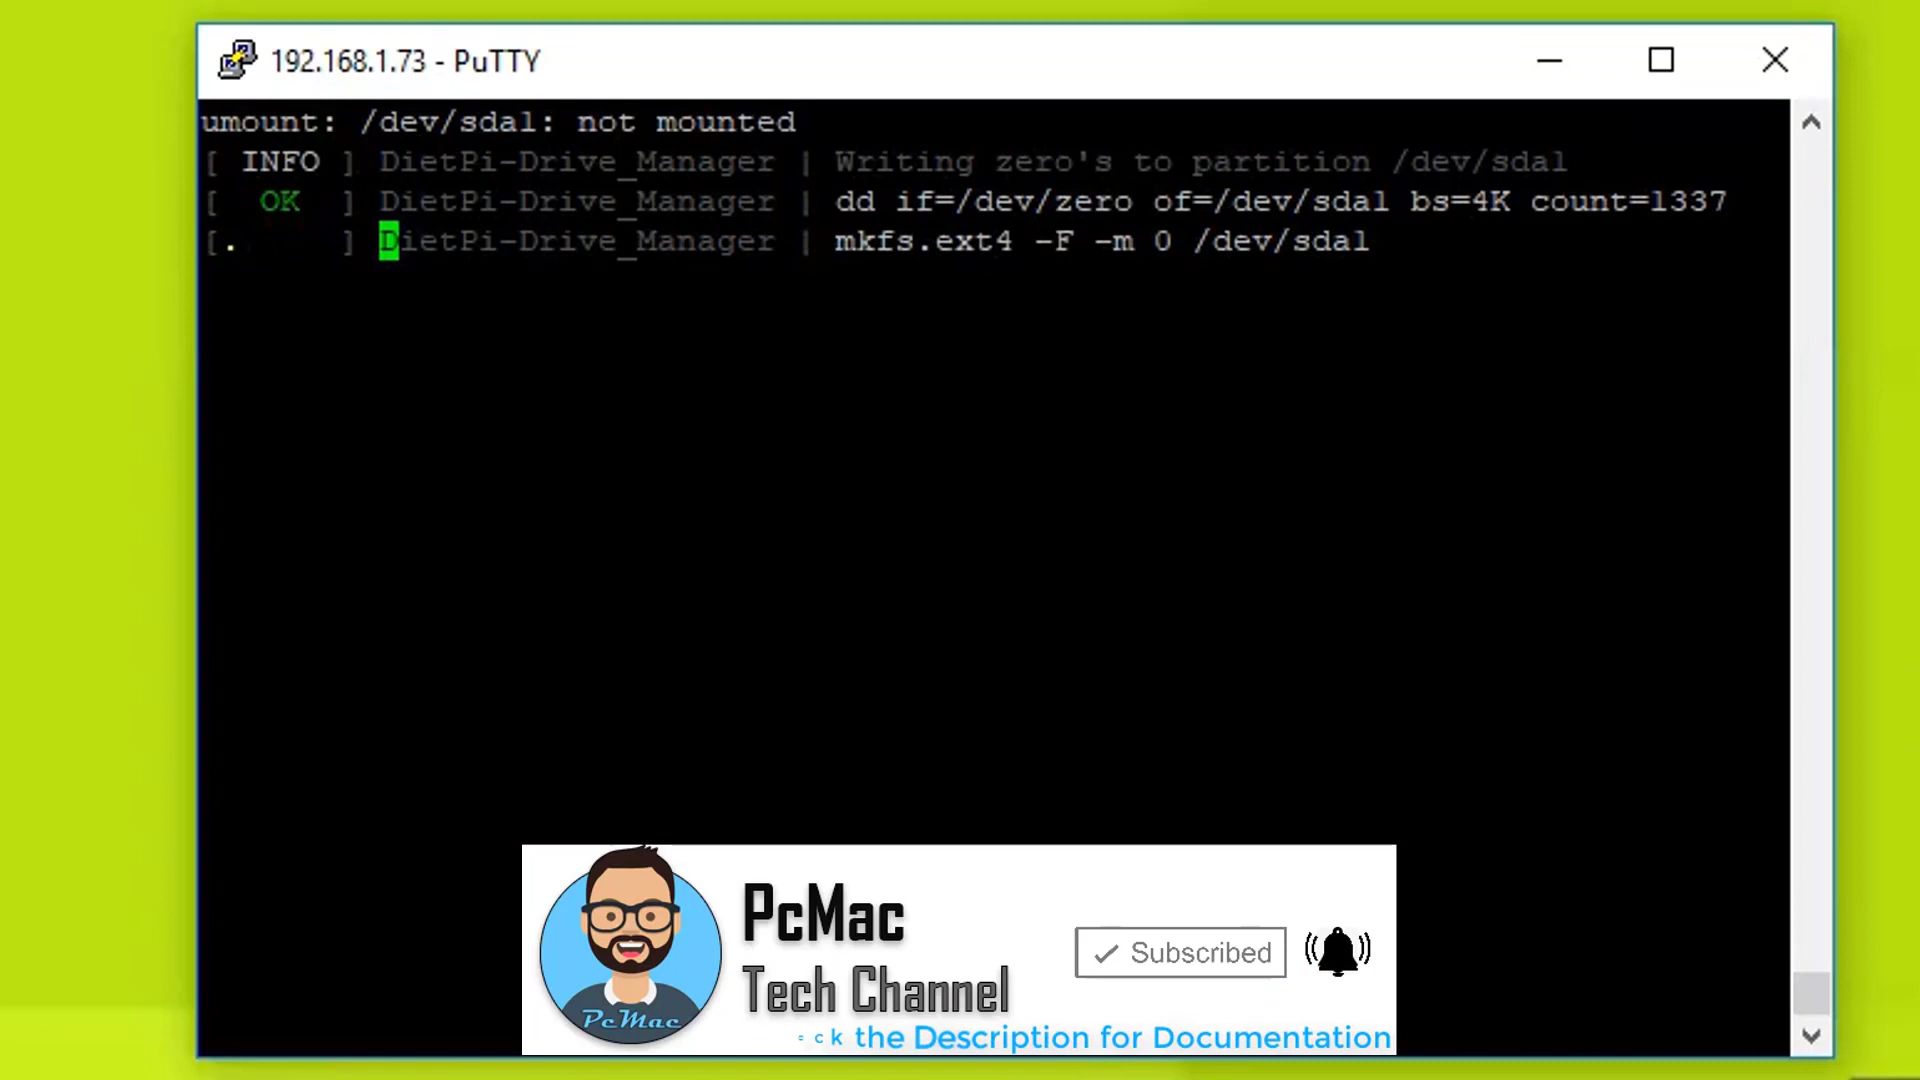 192.168.1.73 - PuTTY
umount: /dev/sda1: not mounted
[ INFO ] DietPi-Drive_Manager | Writing zero's to partition /dev/sda1
[ OK ] DietPi-Drive_Manager | dd if=/dev/zero of=/dev/sda1 bs=4K count=1337
[. ] DietPi-Drive_Manager | mkfs.ext4 -F -m 0 /dev/sda1
PcMac
Tech Channel
✓ Subscribed
PcMac
ck the Description for Documentation